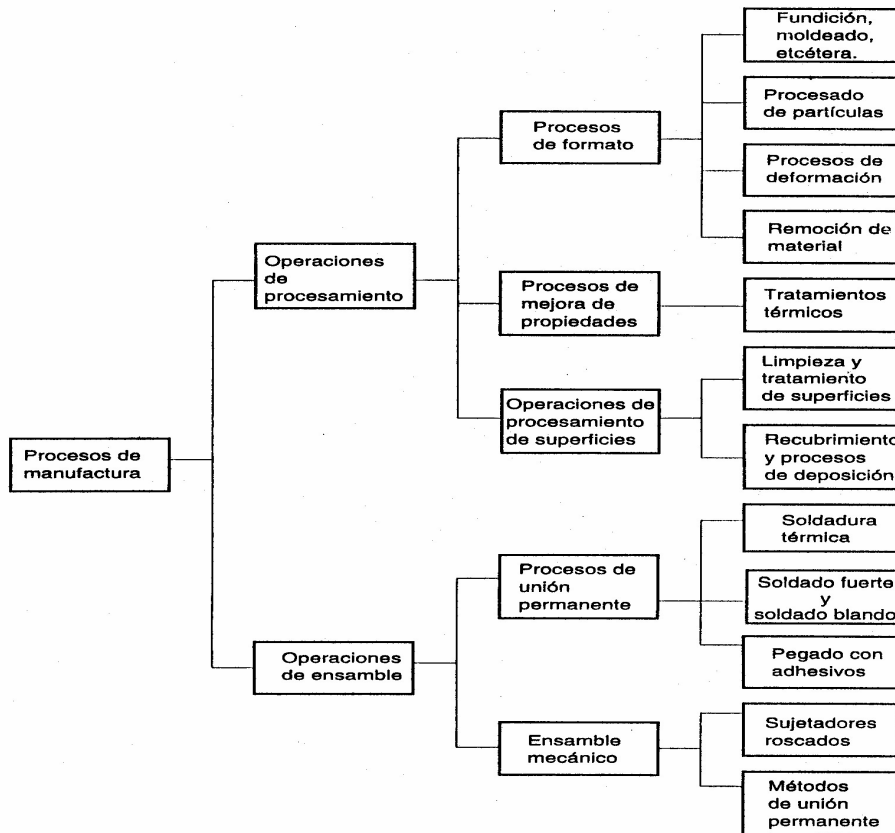 Fundición,
moldeado,
etcétera.
Procesado
de partículas
Procesos
de formato
Procesos de
deformación
Remoción de
material
Operaciones
de
procesamiento
Procesos de
mejora de
propiedades
Tratamientos
térmicos
Limpieza y
tratamiento
de superficies
Operaciones de
procesamiento
de superficies
Recubrimiento
y procesos
de deposición
Procesos de
manufactura
Soldadura
térmica
Procesos de
unión
permanente
Soldado fuerte
y
soldado blando
Operaciones
de ensamble
Pegado con
adhesivos
Sujetadores
roscados
Ensamble
mecánico
Métodos
de unión
permanente